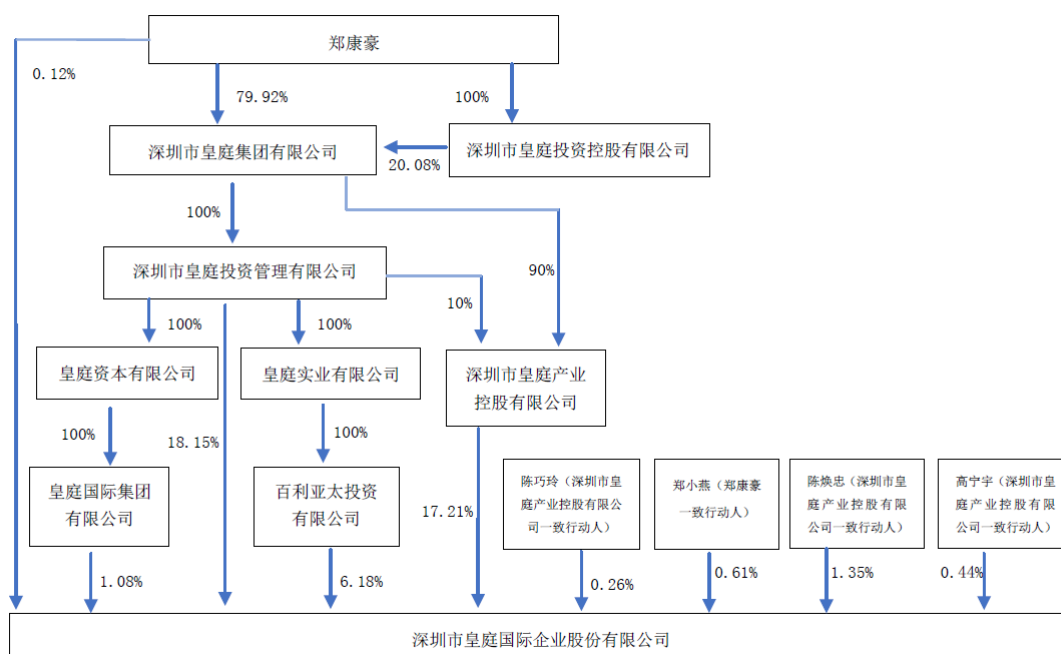 郑康豪
0.12%
79.92%
100%
深圳市皇庭集团有限公司
20.08%
深圳市皇庭投资控股有限公司
100%
90%
深圳市皇庭投资管理有限公司
10%
100%
100%
皇庭资本有限公司
皇庭实业有限公司
深圳市皇庭产业
控股有限公司
100%
18.15%
100%
皇庭国际集团
有限公司
百利亚太投资
有限公司
17.21%
陈巧玲（深圳市皇
庭产业控股有限公
司一致行动人）
郑小燕（郑康豪
一致行动人）
陈焕忠（深圳市皇
庭产业控股有限
公司一致行动人）
高宁宇（深圳市皇
庭产业控股有限
公司一致行动人）
1.08%
6.18%
0.26%
0.61%
1.35%
0.44%
深圳市皇庭国际企业股份有限公司